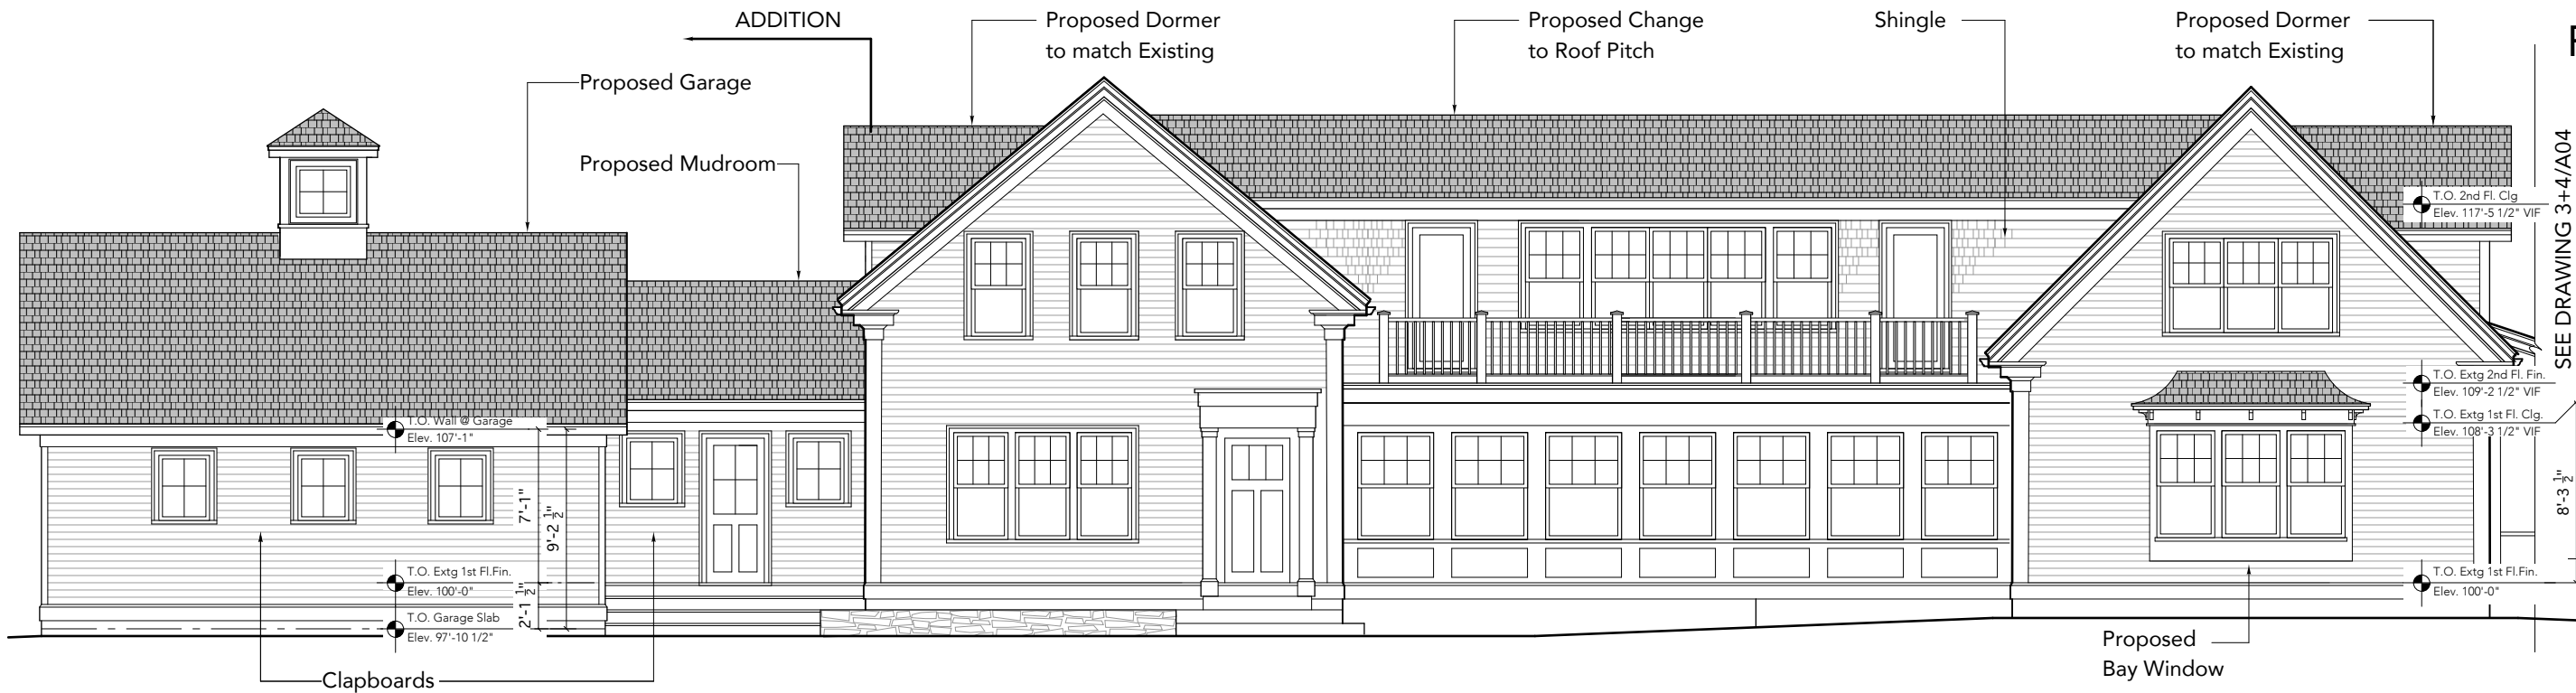 ADDITION
Proposed Dormer
to match Existing
Proposed Change
to Roof Pitch
Shingle
Proposed Dormer
to match Existing
Proposed Garage
Proposed Mudroom
SEE DRAWING 3+4/A04
T.O. 2nd Fl. Clg
Elev. 117'-5 1/2" VIF
T.O. Extg 2nd Fl. Fin.
Elev. 109'-2 1/2" VIF
T.O. Extg 1st Fl. Clg.
Elev. 108'-3 1/2" VIF
8'-3 1/2"
T.O. Extg 1st Fl.Fin.
Elev. 100'-0"
T.O. Wall @ Garage
Elev. 107'-1"
7'-1"
9'-2 1/2"
T.O. Extg 1st Fl.Fin.
Elev. 100'-0"
2'-1 1/2"
T.O. Garage Slab
Elev. 97'-10 1/2"
Clapboards
Proposed
Bay Window